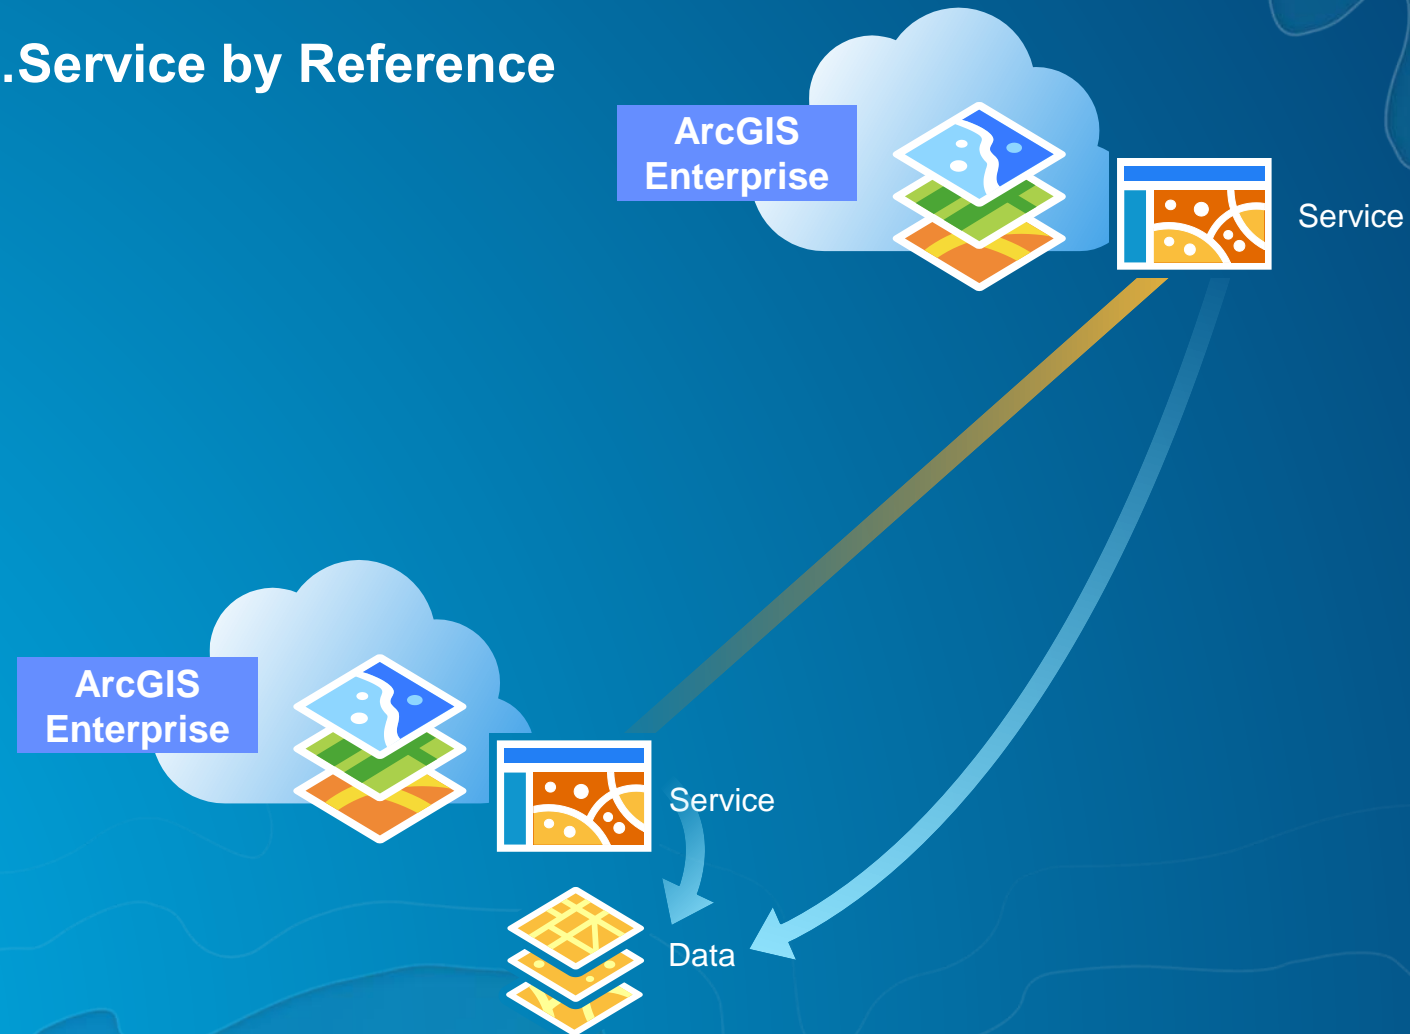 .Service by Reference
ArcGIS
Enterprise
Service
ArcGIS
Enterprise
Service
Data